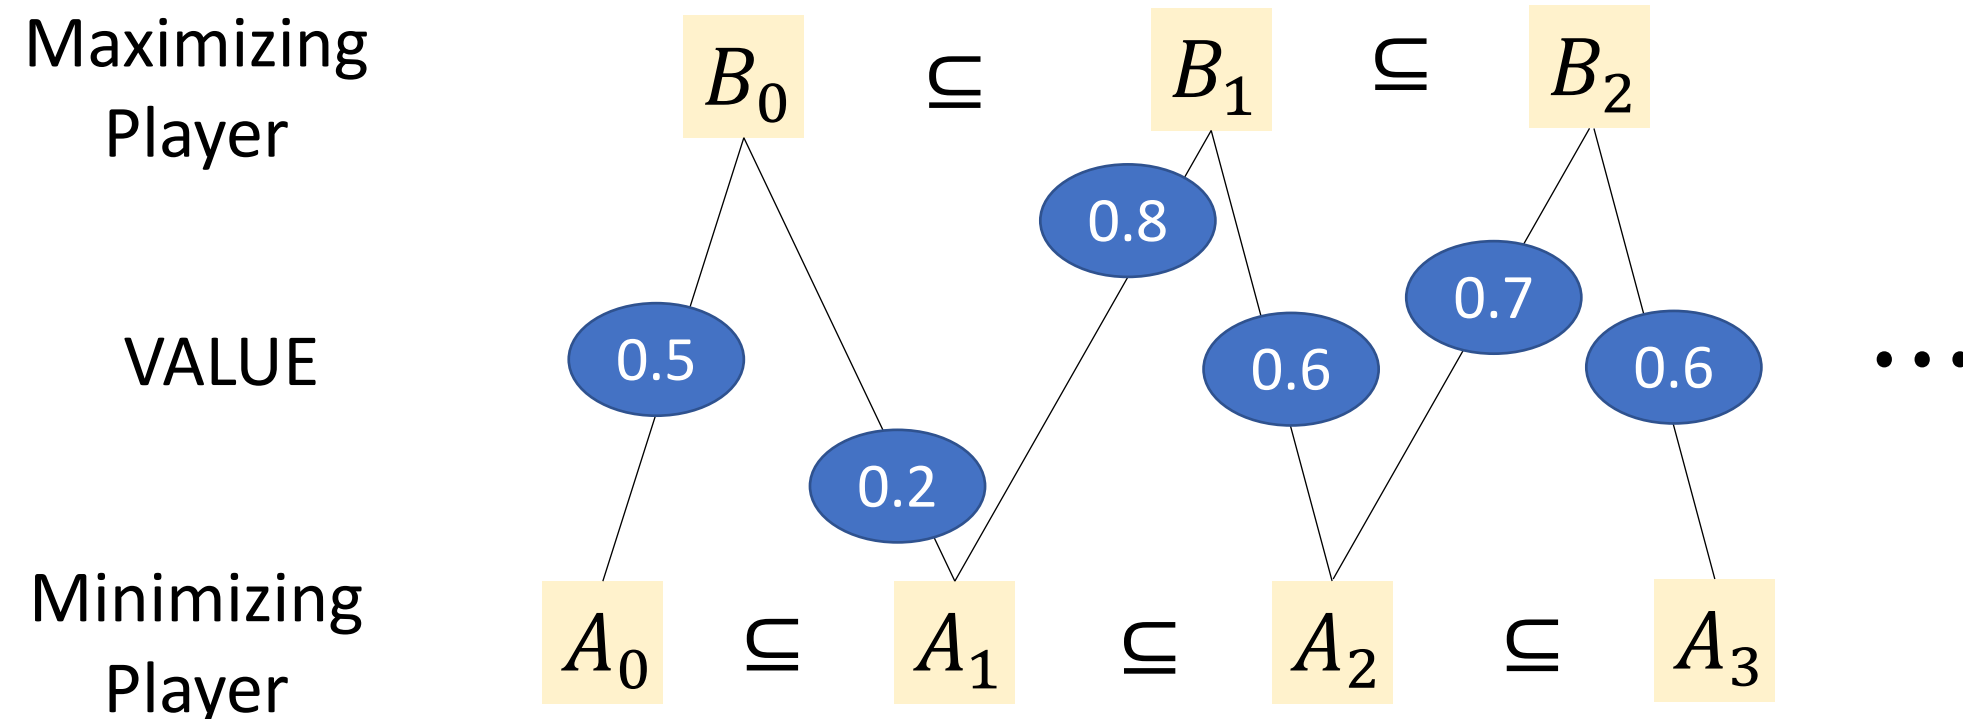 Maximizing
Player
B₀ ⊆ B₁ ⊆ B₂
0.8
0.7
VALUE
0.5
0.6
0.6
...
0.2
Minimizing
Player
A₀ ⊆ A₁ ⊆ A₂ ⊆ A₃